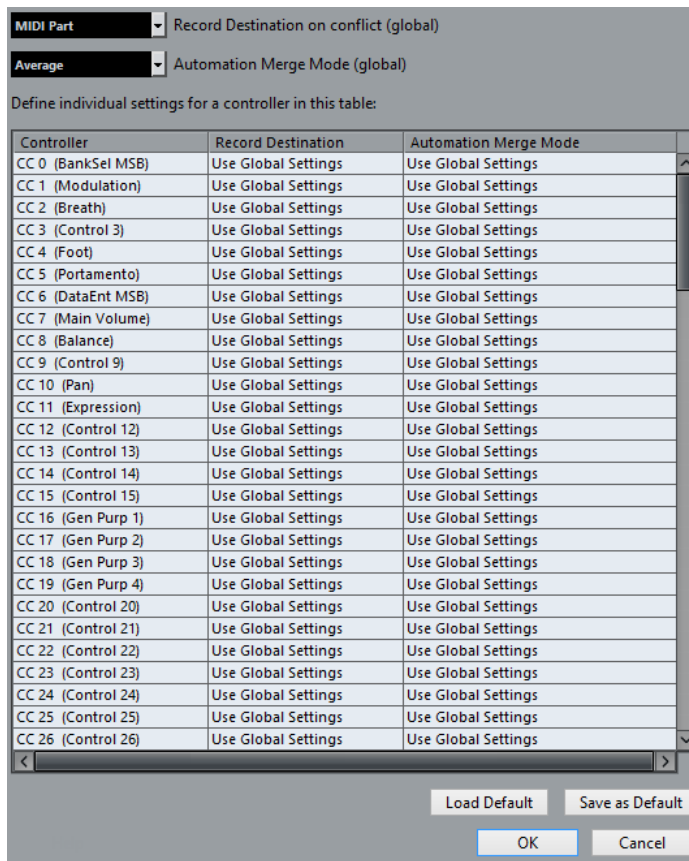 MIDI Part Record Destination on conflict (global)
Average Automation Merge Mode (global)
Define individual settings for a controller in this table:
Controller Record Destination Automation Merge Mode
CC 0 (BankSel MSB) Use Global Settings Use Global Settings
CC 1 (Modulation) Use Global Settings Use Global Settings
CC 2 (Breath) Use Global Settings Use Global Settings
CC 3 (Control 3) Use Global Settings Use Global Settings
CC 4 (Foot) Use Global Settings Use Global Settings
CC 5 (Portamento) Use Global Settings Use Global Settings
CC 6 (DataEnt MSB) Use Global Settings Use Global Settings
CC 7 (Main Volume) Use Global Settings Use Global Settings
CC 8 (Balance) Use Global Settings Use Global Settings
CC 9 (Control 9) Use Global Settings Use Global Settings
CC 10 (Pan) Use Global Settings Use Global Settings
CC 11 (Expression) Use Global Settings Use Global Settings
CC 12 (Control 12) Use Global Settings Use Global Settings
CC 13 (Control 13) Use Global Settings Use Global Settings
CC 14 (Control 14) Use Global Settings Use Global Settings
CC 15 (Control 15) Use Global Settings Use Global Settings
CC 16 (Gen Purp 1) Use Global Settings Use Global Settings
CC 17 (Gen Purp 2) Use Global Settings Use Global Settings
CC 18 (Gen Purp 3) Use Global Settings Use Global Settings
CC 19 (Gen Purp 4) Use Global Settings Use Global Settings
CC 20 (Control 20) Use Global Settings Use Global Settings
CC 21 (Control 21) Use Global Settings Use Global Settings
CC 22 (Control 22) Use Global Settings Use Global Settings
CC 23 (Control 23) Use Global Settings Use Global Settings
CC 24 (Control 24) Use Global Settings Use Global Settings
CC 25 (Control 25) Use Global Settings Use Global Settings
CC 26 (Control 26) Use Global Settings Use Global Settings
Load Default Save as Default
OK Cancel